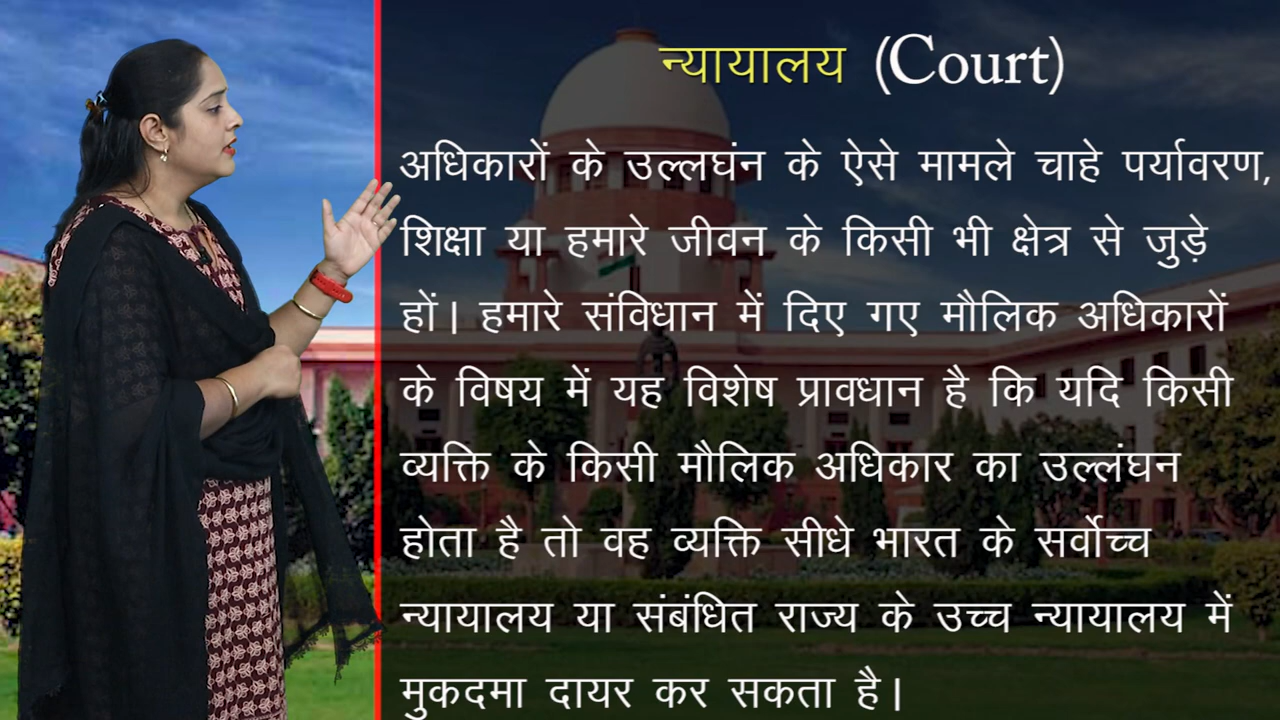 न्यायालय (Court)
अधिकारों के उल्लघंन के ऐसे मामले चाहे पर्यावरण,
शिक्षा या हमारे जीवन के किसी भी क्षेत्र से जुड़े
हों। हमारे संविधान में दिए गए मौलिक अधिकारों
के विषय में यह विशेष प्रावधान है कि यदि किसी
व्यक्ति के किसी मौलिक अधिकार का उल्लंघन
होता है तो वह व्यक्ति सीधे भारत के सर्वोच्च
न्यायालय या संबंधित राज्य के उच्च न्यायालय में
मुकदमा दायर कर सकता है।